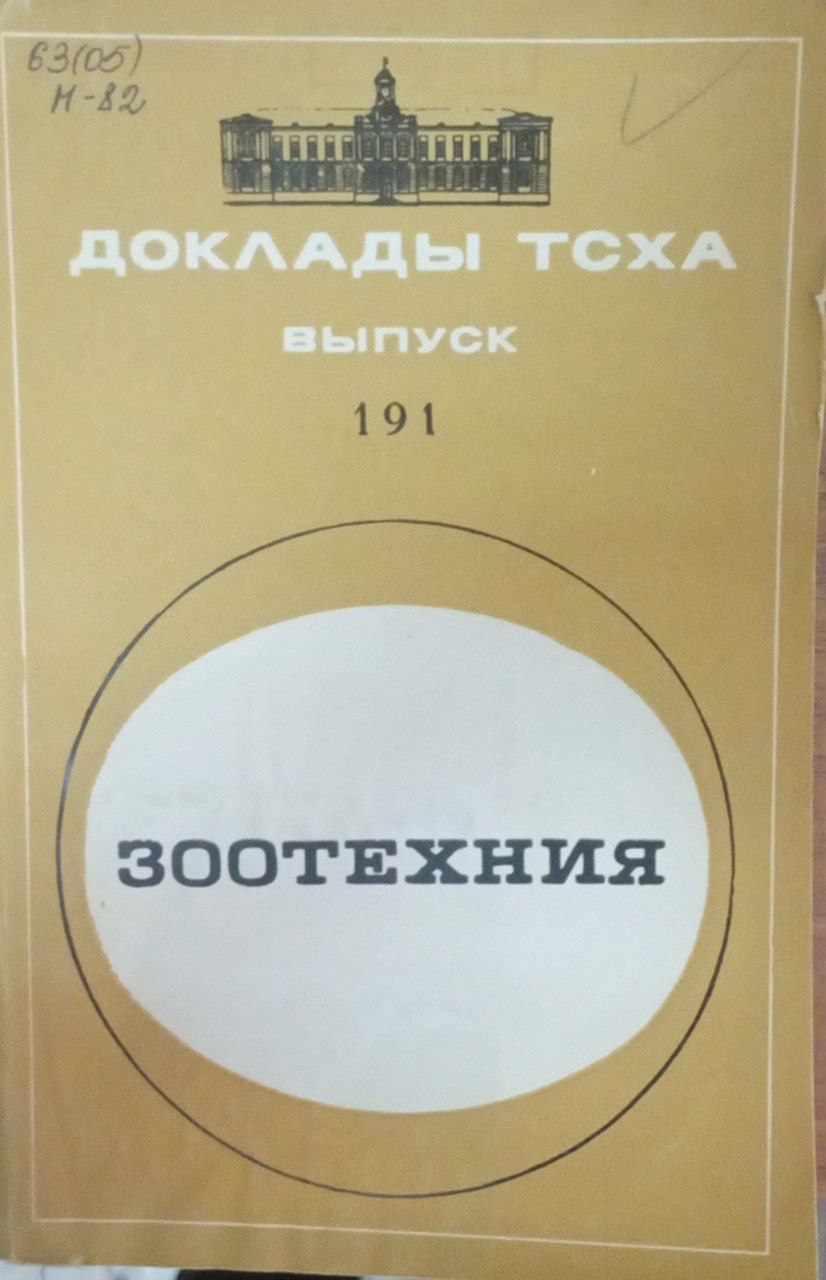 63(05)
М-82
ДОКЛАДЫ ТСХА
ВЫПУСК
191
ЗООТЕХНИЯ